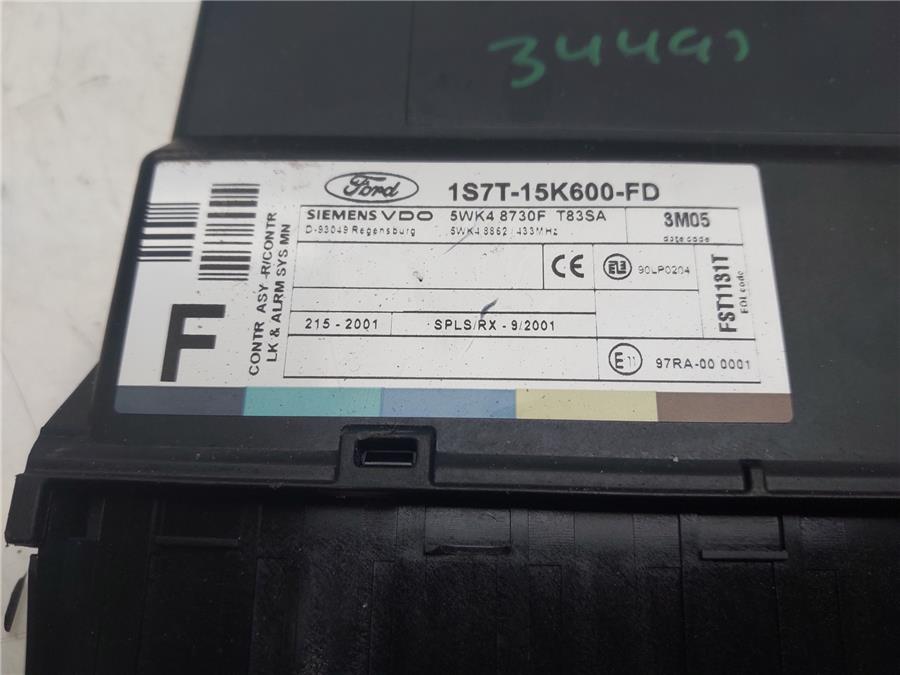 34491
Ford 1S7T-15K600-FD
SIEMENS VDO 5WK4 8730F T83SA 3M05
D-93049 Regensburg 5WK4 8862 / 433MHz date code
CE 90LP0204
FST11S1T
EOL code
215 - 2001 SPLS/RX - 9/2001
E11 97RA-00 0001
F
CONTR ASY -R/CONTR
LK & ALRM SYS MN